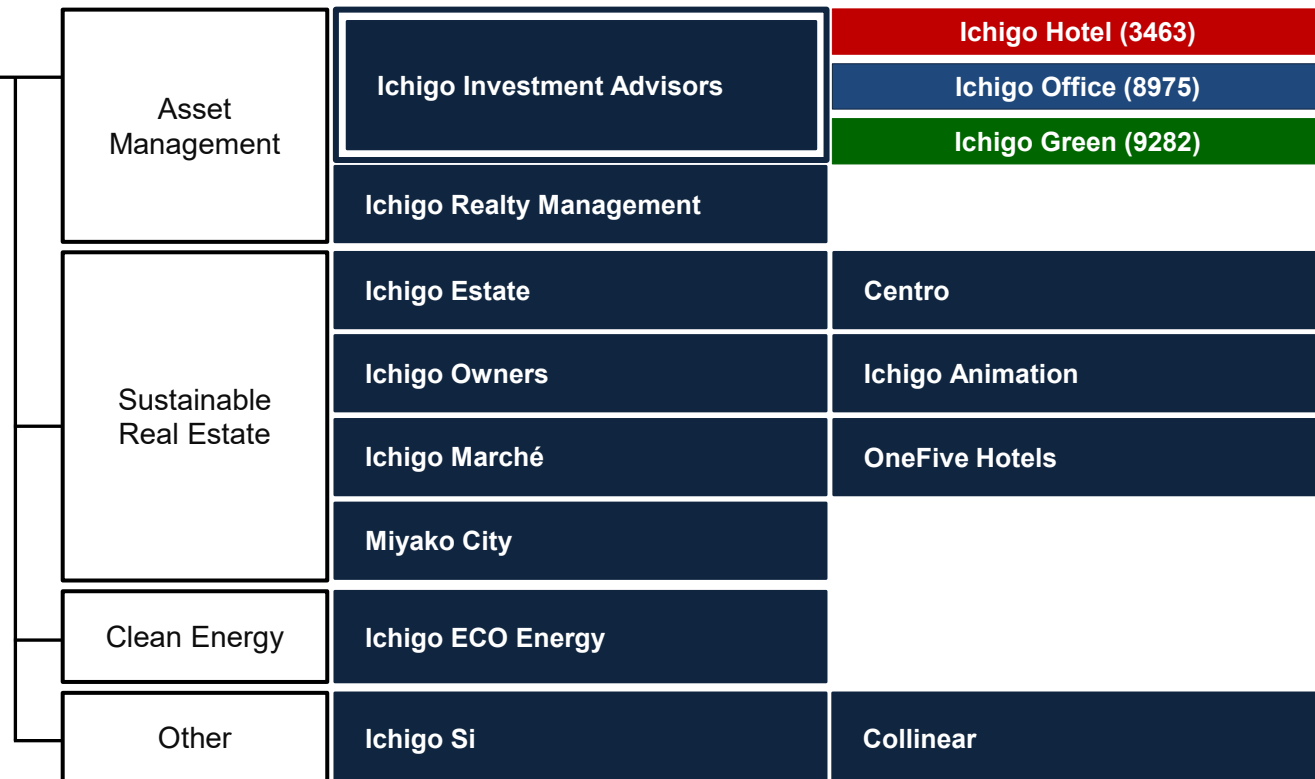 Asset
Management
Ichigo Investment Advisors
Ichigo Hotel (3463)
Ichigo Office (8975)
Ichigo Green (9282)
Ichigo Realty Management
Sustainable
Real Estate
Ichigo Estate
Centro
Ichigo Owners
Ichigo Animation
Ichigo Marché
OneFive Hotels
Miyako City
Clean Energy
Ichigo ECO Energy
Other
Ichigo Si
Collinear